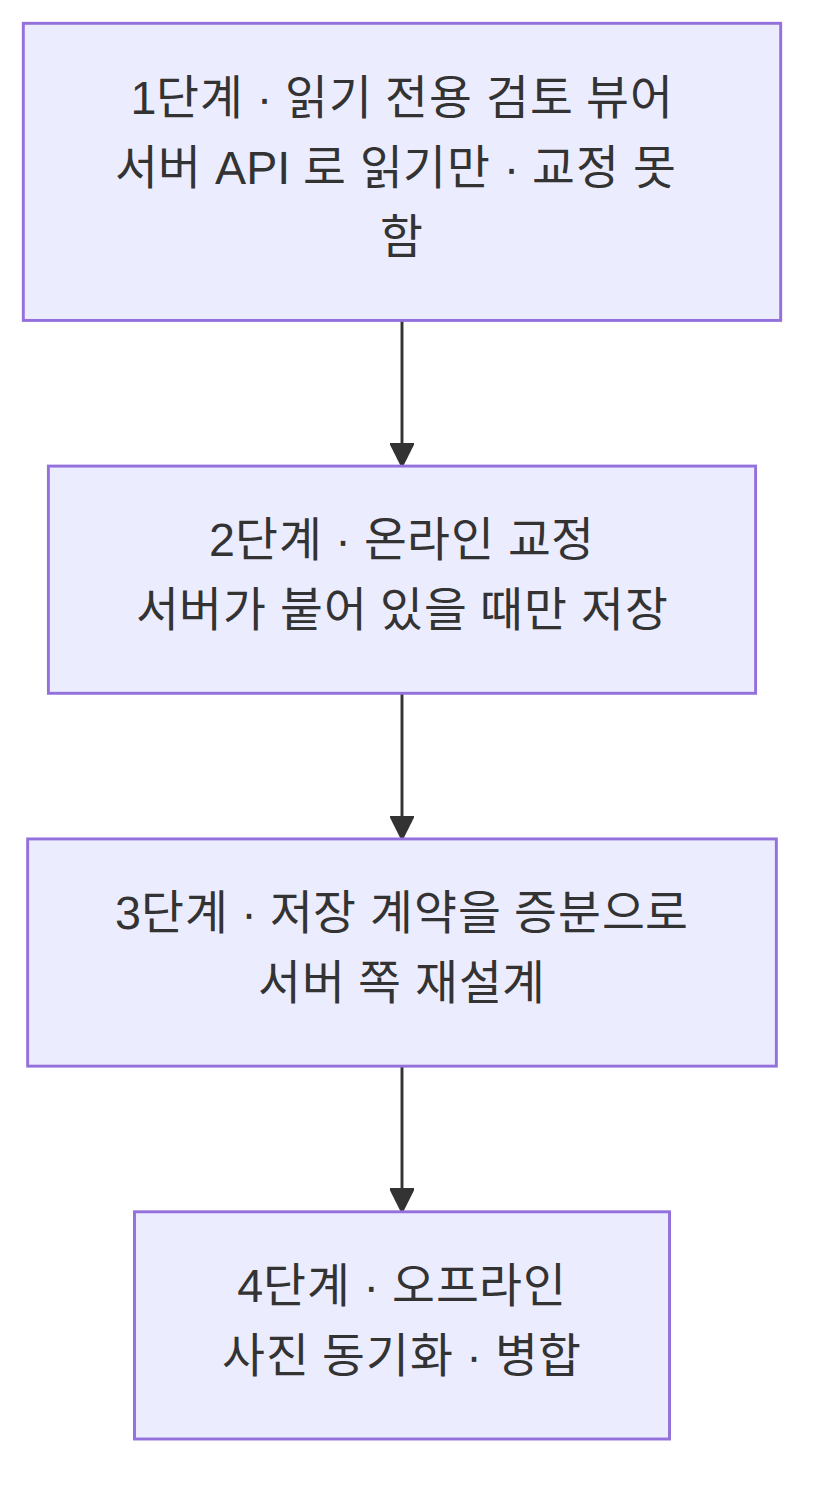 1단계 · 읽기 전용 검토 뷰어
서버 API 로 읽기만 · 교정 못
함
2단계 · 온라인 교정
서버가 붙어 있을 때만 저장
3단계 · 저장 계약을 증분으로
서버 쪽 재설계
4단계 · 오프라인
사진 동기화 · 병합